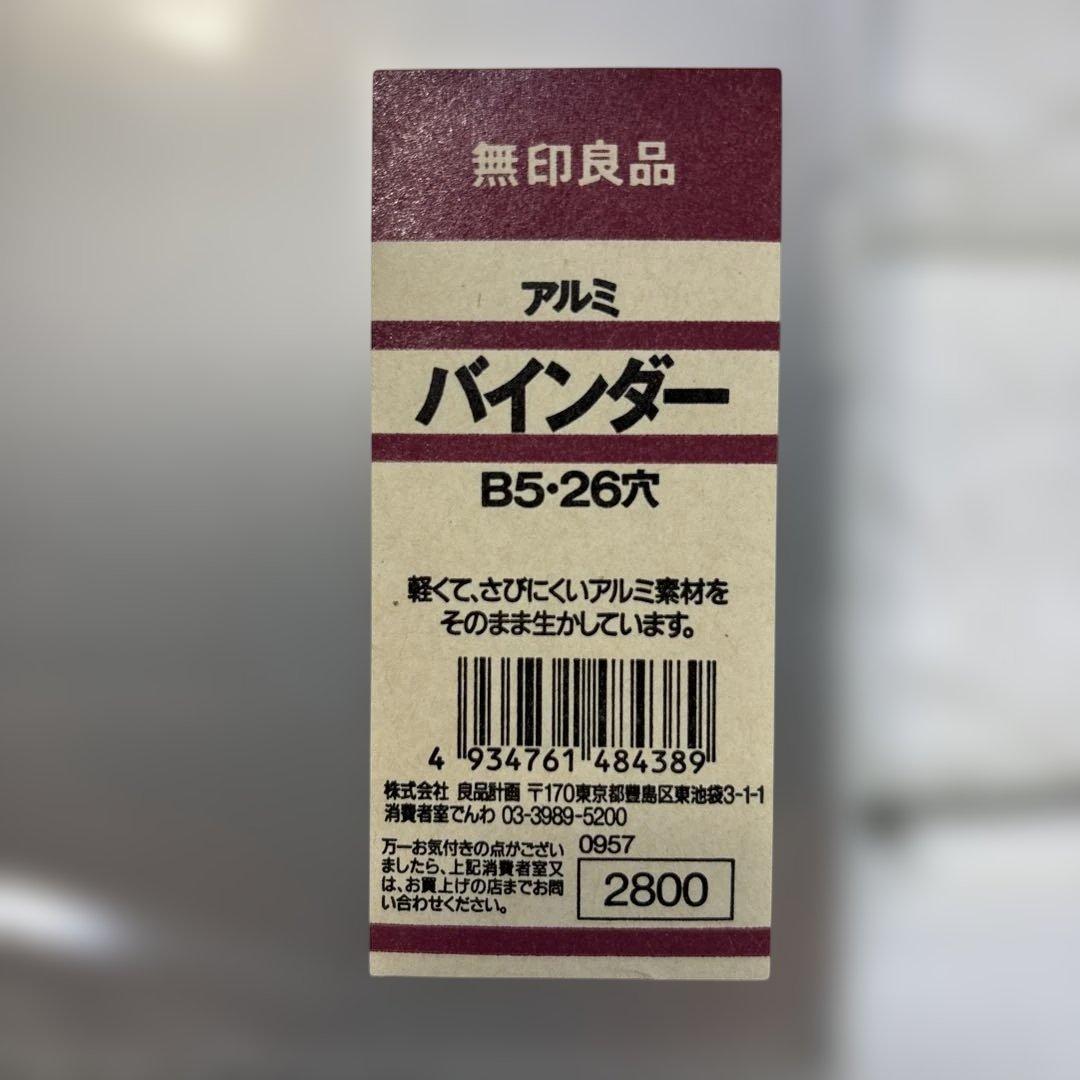 無印良品
アルミ
バインダー
B5・26穴
軽くて、さびにくいアルミ素材を
そのまま生かしています。
4 934761 484389
株式会社 良品計画 〒170東京都豊島区東池袋3-1-1
消費者室でんわ 03-3989-5200
万一お気付きの点がござい
ましたら、上記消費者室又
は、お買上げの店までお問
い合わせください。
0957
2800